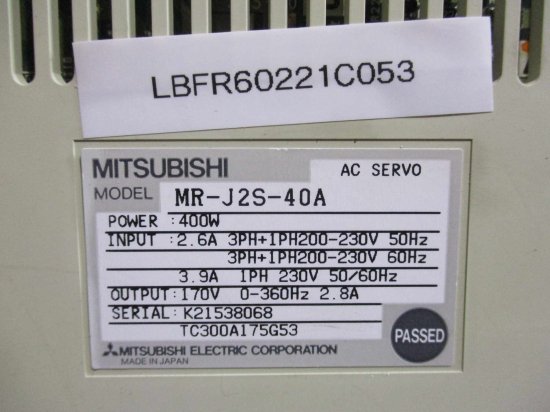 LBFR60221C053
MITSUBISHI AC SERVO
MODEL MR-J2S-40A
POWER :400W
INPUT :2.6A 3PH+1PH200-230V 50Hz
3PH+1PH200-230V 60Hz
3.9A 1PH 230V 50/60Hz
OUTPUT:170V 0-360Hz 2.8A
SERIAL:K21538068
TC300A175G53
PASSED
MITSUBISHI ELECTRIC CORPORATION
MADE IN JAPAN